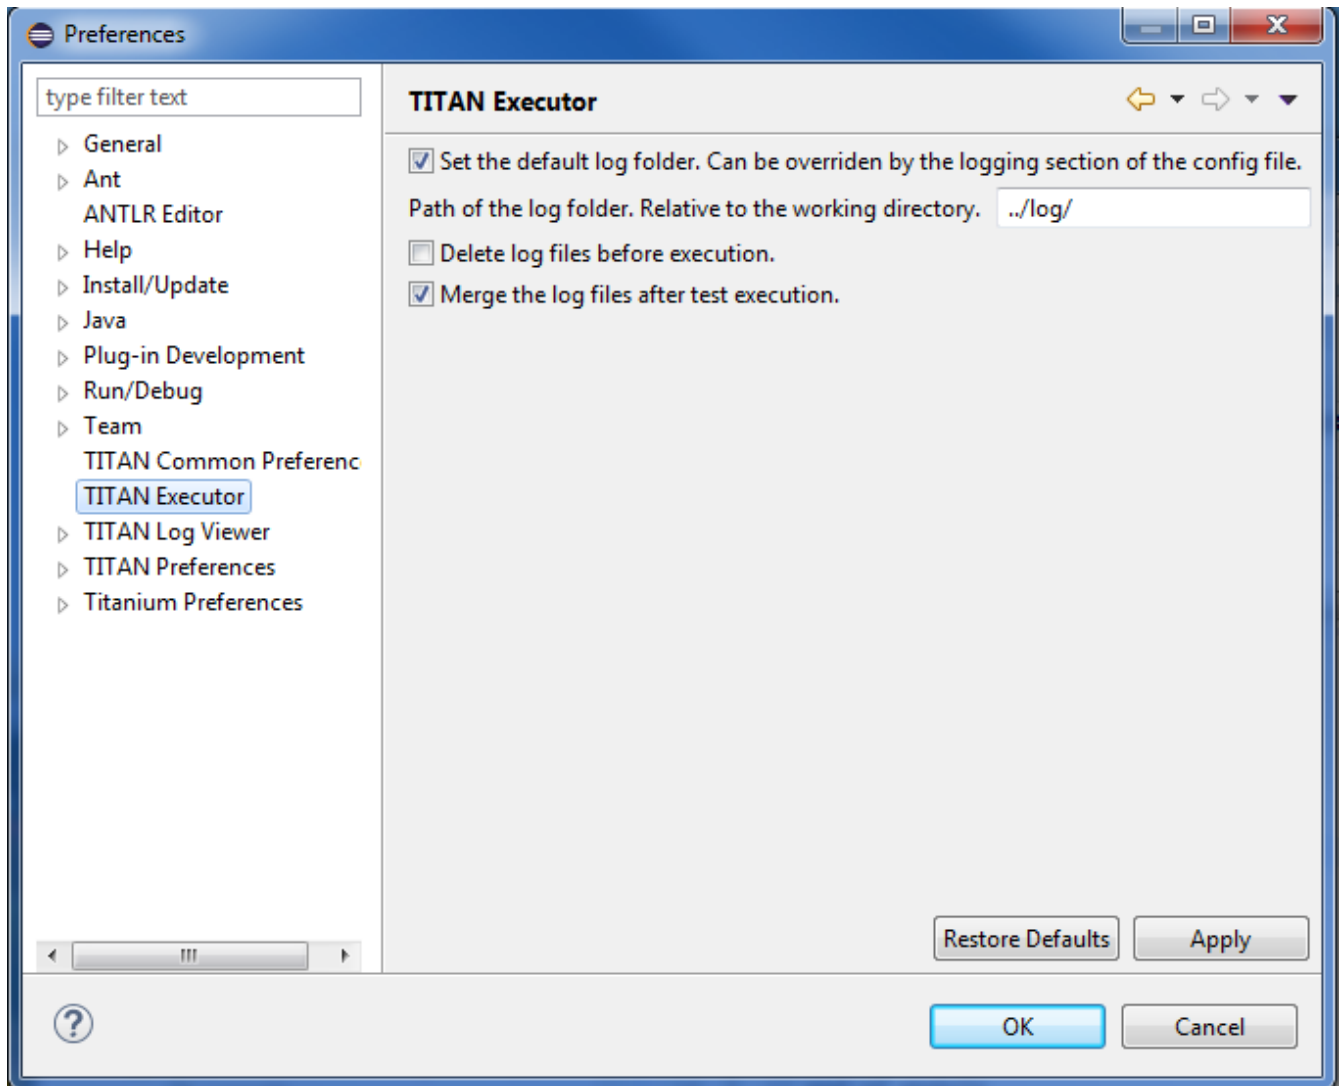 Preferences
type filter text
General
Ant
ANTLR Editor
Help
Install/Update
Java
Plug-in Development
Run/Debug
Team
TITAN Common Preferenc
TITAN Executor
TITAN Log Viewer
TITAN Preferences
Titanium Preferences
TITAN Executor
Set the default log folder. Can be overriden by the logging section of the config file.
Path of the log folder. Relative to the working directory. ../log/
Delete log files before execution.
Merge the log files after test execution.
Restore Defaults Apply
OK Cancel